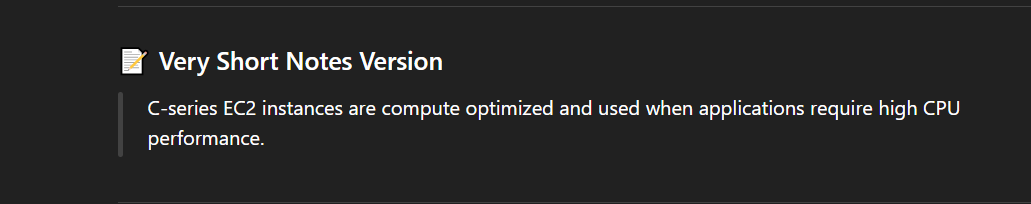 📝 Very Short Notes Version
C-series EC2 instances are compute optimized and used when applications require high CPU
performance.